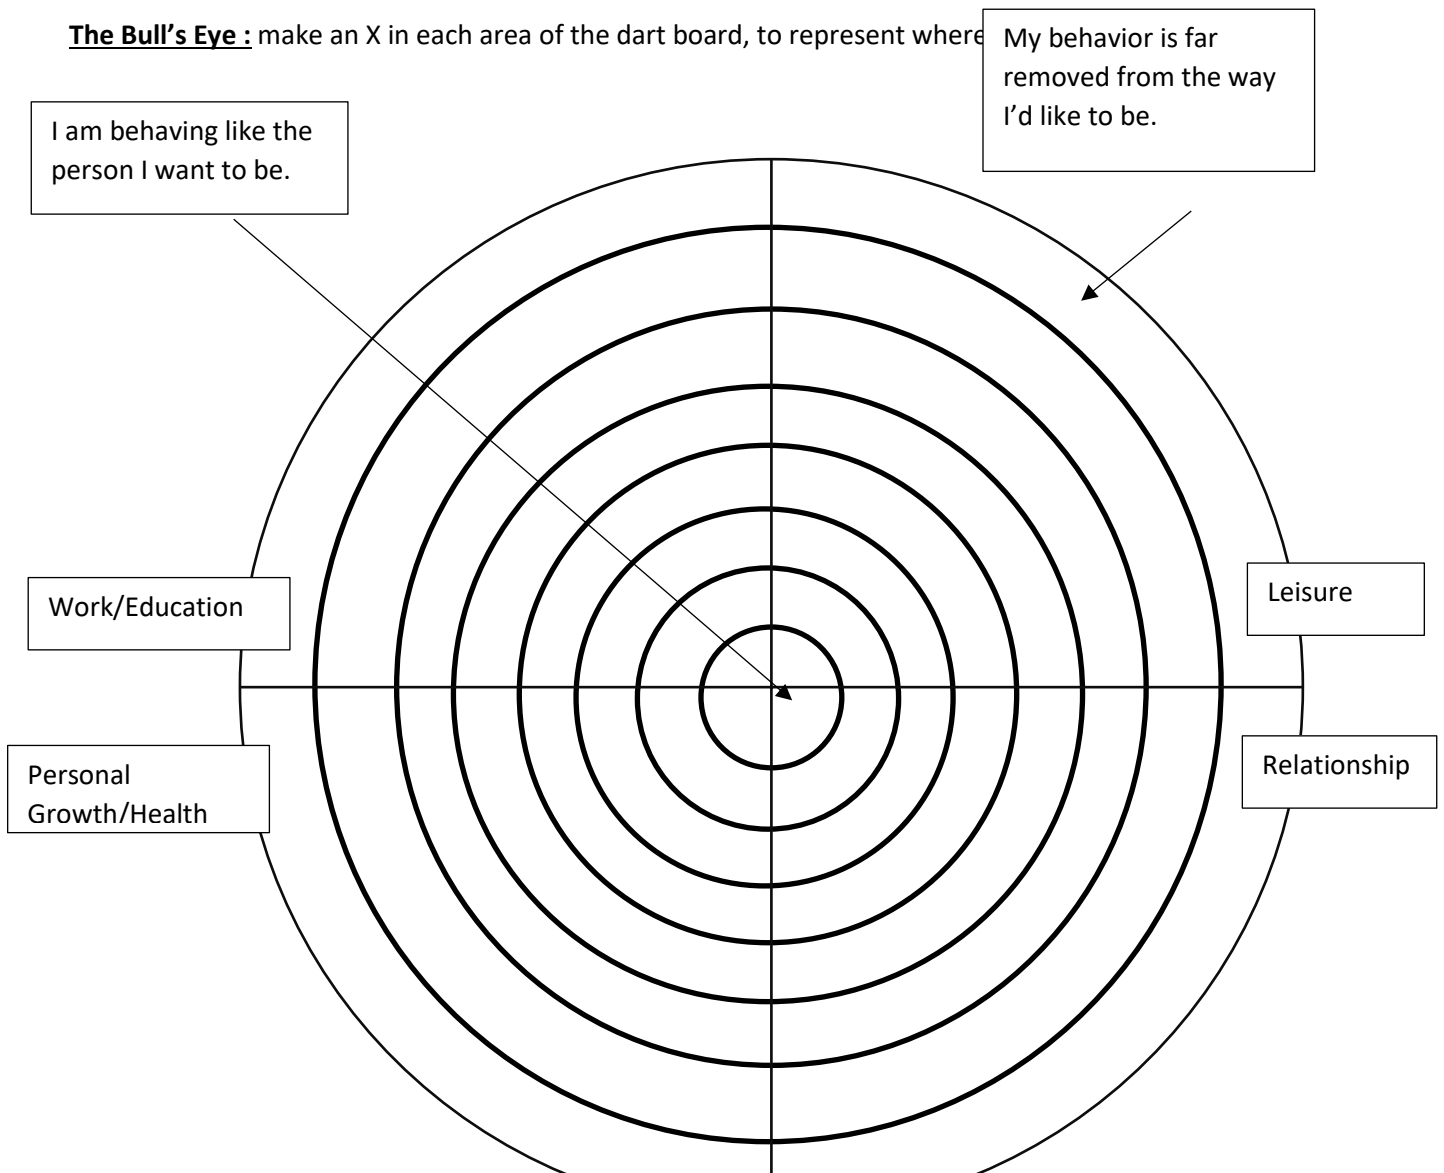 The Bull’s Eye : make an X in each area of the dart board, to represent where
My behavior is far
removed from the way
I’d like to be.
I am behaving like the
person I want to be.
Work/Education
Leisure
Personal
Growth/Health
Relationship